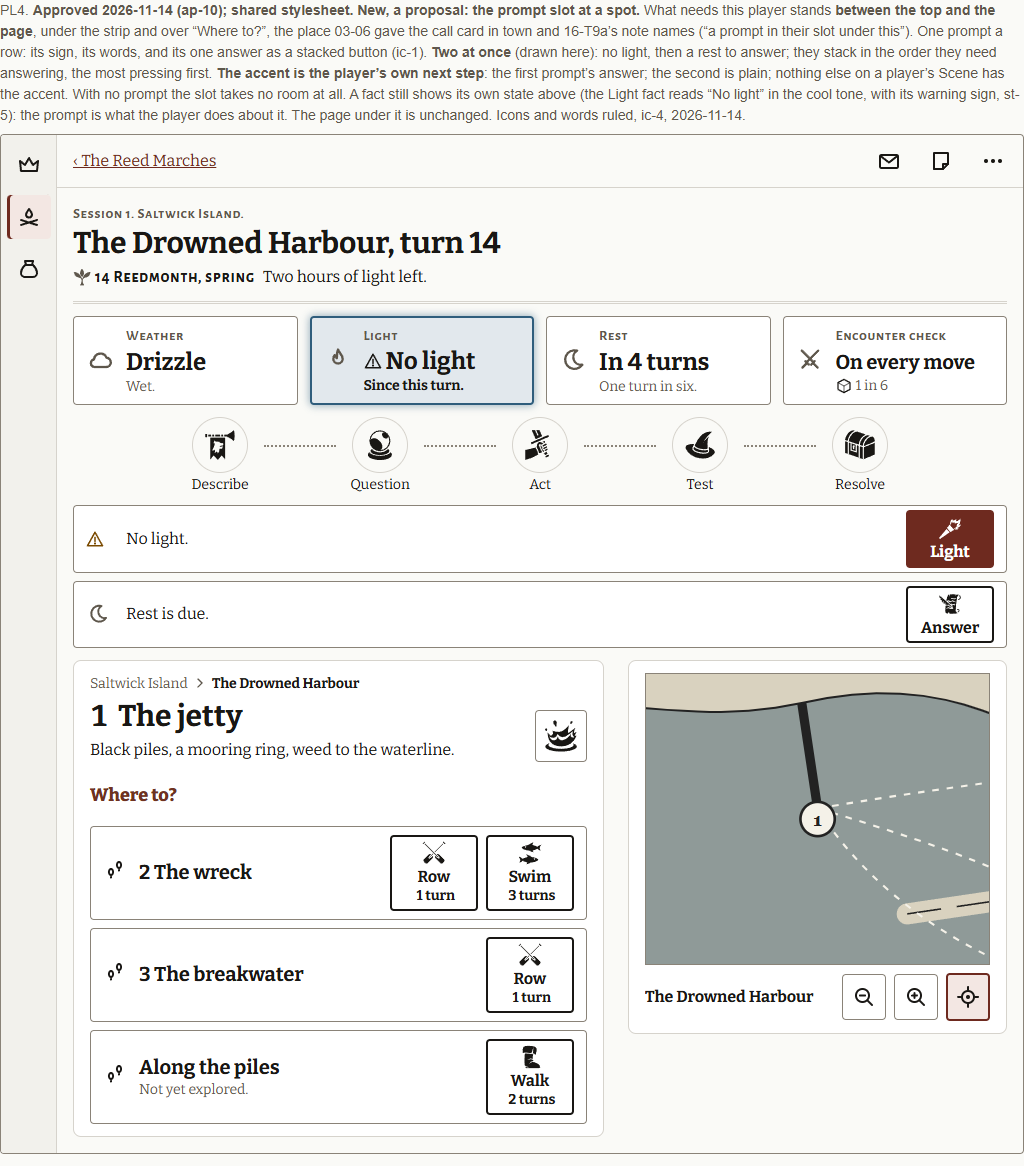 PL4. Approved 2026-11-14 (ap-10); shared stylesheet. New, a proposal: the prompt slot at a spot. What needs this player stands between the top and the
page, under the strip and over “Where to?”, the place 03-06 gave the call card in town and 16-T9a’s note names (“a prompt in their slot under this”). One prompt a
row: its sign, its words, and its one answer as a stacked button (ic-1). Two at once (drawn here): no light, then a rest to answer; they stack in the order they need
answering, the most pressing first. The accent is the player’s own next step: the first prompt’s answer; the second is plain; nothing else on a player’s Scene has
the accent. With no prompt the slot takes no room at all. A fact still shows its own state above (the Light fact reads “No light” in the cool tone, with its warning sign, st-
5): the prompt is what the player does about it. The page under it is unchanged. Icons and words ruled, ic-4, 2026-11-14.
‹ The Reed Marches
Session 1. Saltwick Island.
The Drowned Harbour, turn 14
14 Reedmonth, spring Two hours of light left.
Weather
Drizzle
Wet.
Light
No light
Since this turn.
Rest
In 4 turns
One turn in six.
Encounter check
On every move
1 in 6
Describe
Question
Act
Test
Resolve
No light.
Light
Rest is due.
Answer
Saltwick Island > The Drowned Harbour
1 The jetty
Black piles, a mooring ring, weed to the waterline.
Where to?
2 The wreck
Row
1 turn
Swim
3 turns
3 The breakwater
Row
1 turn
Along the piles
Not yet explored.
Walk
2 turns
1
The Drowned Harbour